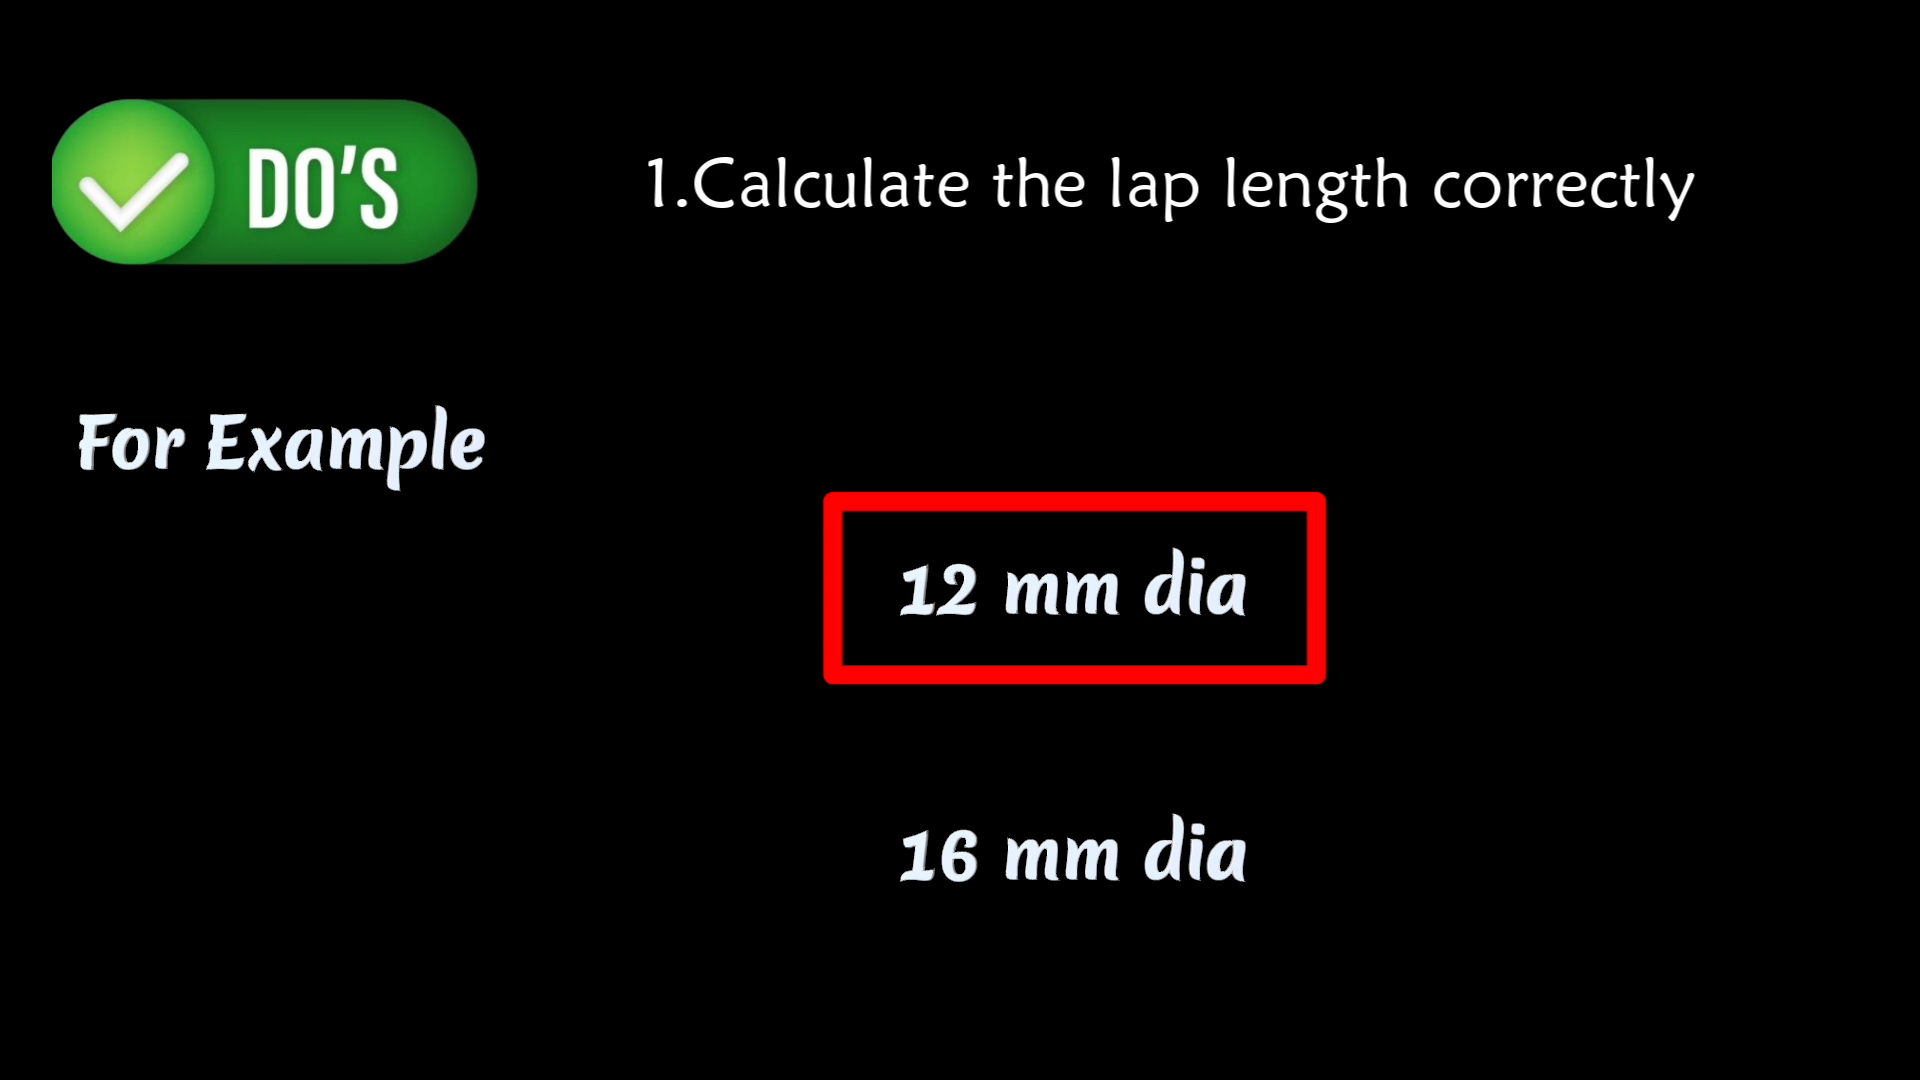 DO'S
1.Calculate the lap length correctly
For Example
12 mm dia
16 mm dia